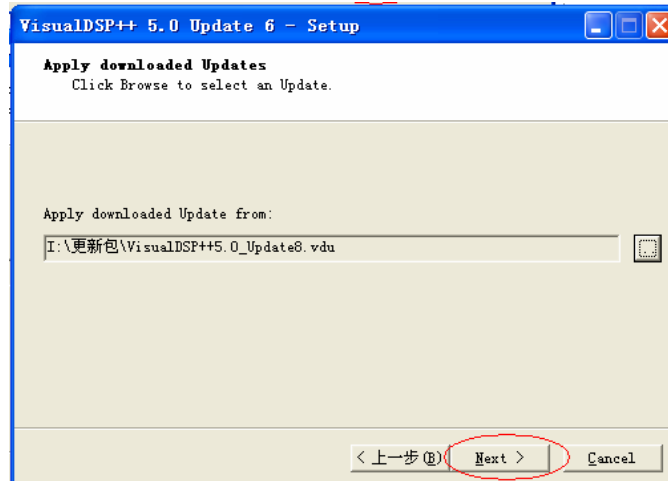 VisualDSP++ 5.0 Update 6 - Setup
Apply downloaded Updates
Click Browse to select an Update.
Apply downloaded Update from:
I:\更新包\VisualDSP++5.0_Update8.vdu
...
< 上一步(B) Next > Cancel